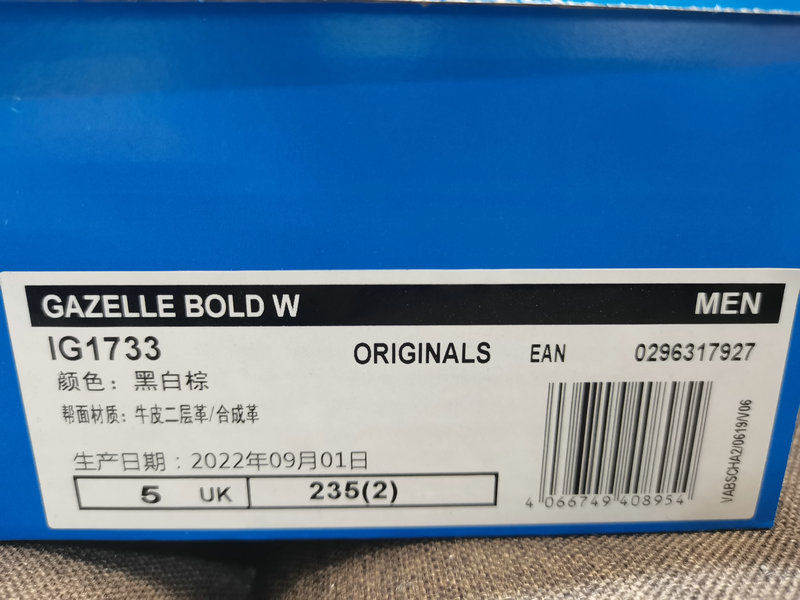 GAZELLE BOLD W MEN
IG1733 ORIGINALS EAN 0296317927
颜色：黑白棕
帮面材质：牛皮二层革/合成革
生产日期：2022年09月01日
5 UK 235(2)
4 066749 408954
VABSCHA2/0619/V06